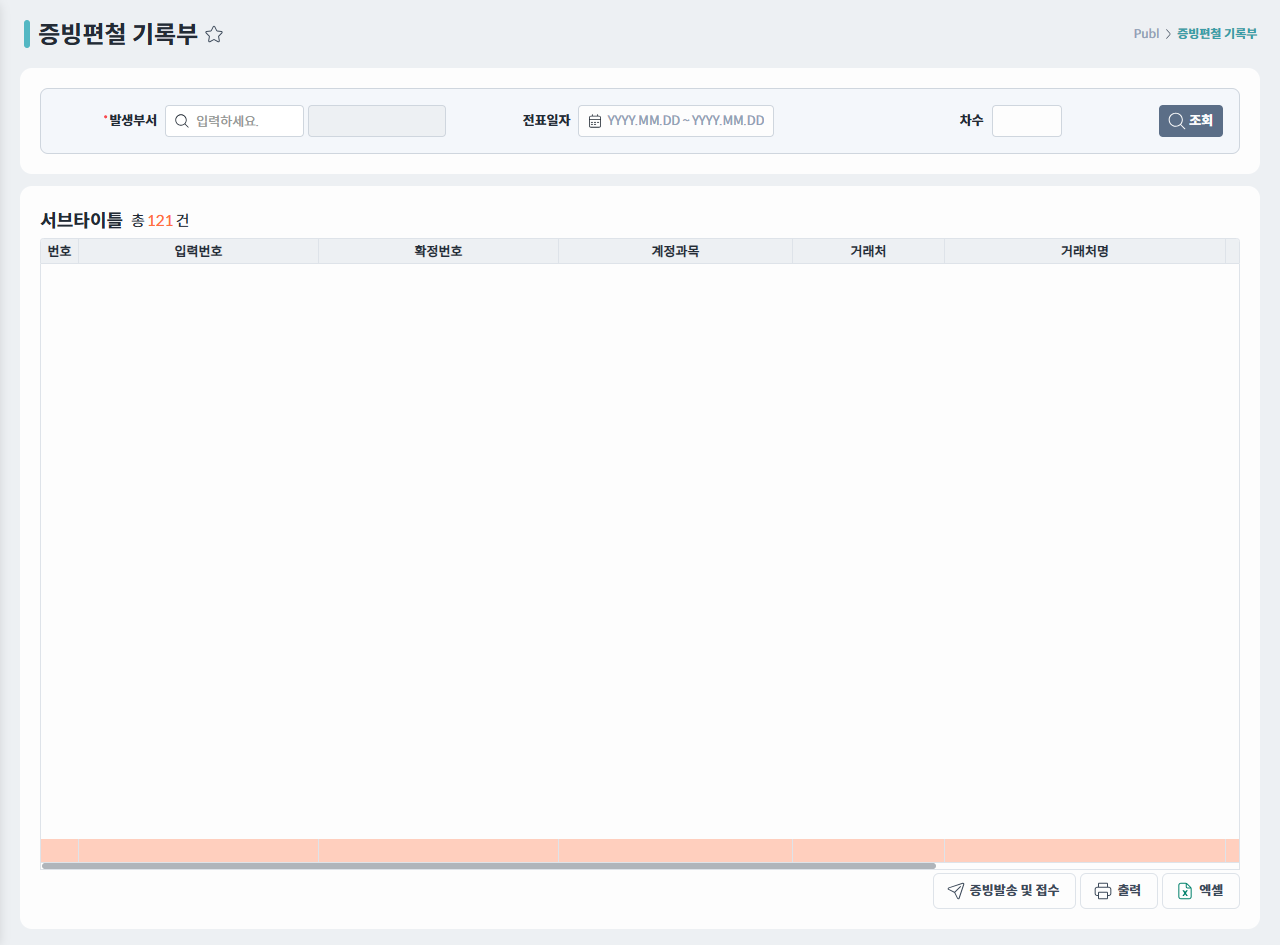 증빙편철 기록부
Publ > 증빙편철 기록부
•발생부서 입력하세요. 전표일자 YYYY.MM.DD ~ YYYY.MM.DD 차수 조회
서브타이틀 총 121 건
번호 입력번호 확정번호 계정과목 거래처 거래처명
증빙발송 및 접수 출력 엑셀